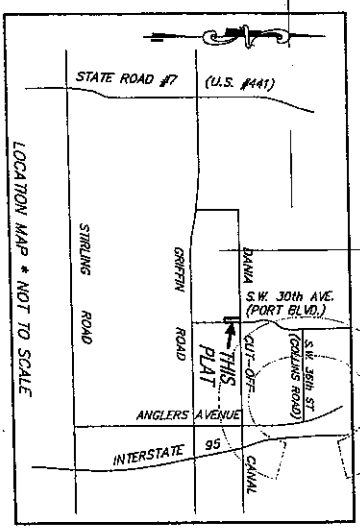 STATE ROAD #7 (U.S. #441)
STIRLING ROAD
GRIFFIN ROAD
DANIA CUT-OFF CANAL
S.W. 30th AVE.
(PORT BLVD.)
S.W. 36th ST
(COLLINS ROAD)
THIS
PLAT
ANGLERS AVENUE
INTERSTATE 95
LOCATION MAP * NOT TO SCALE